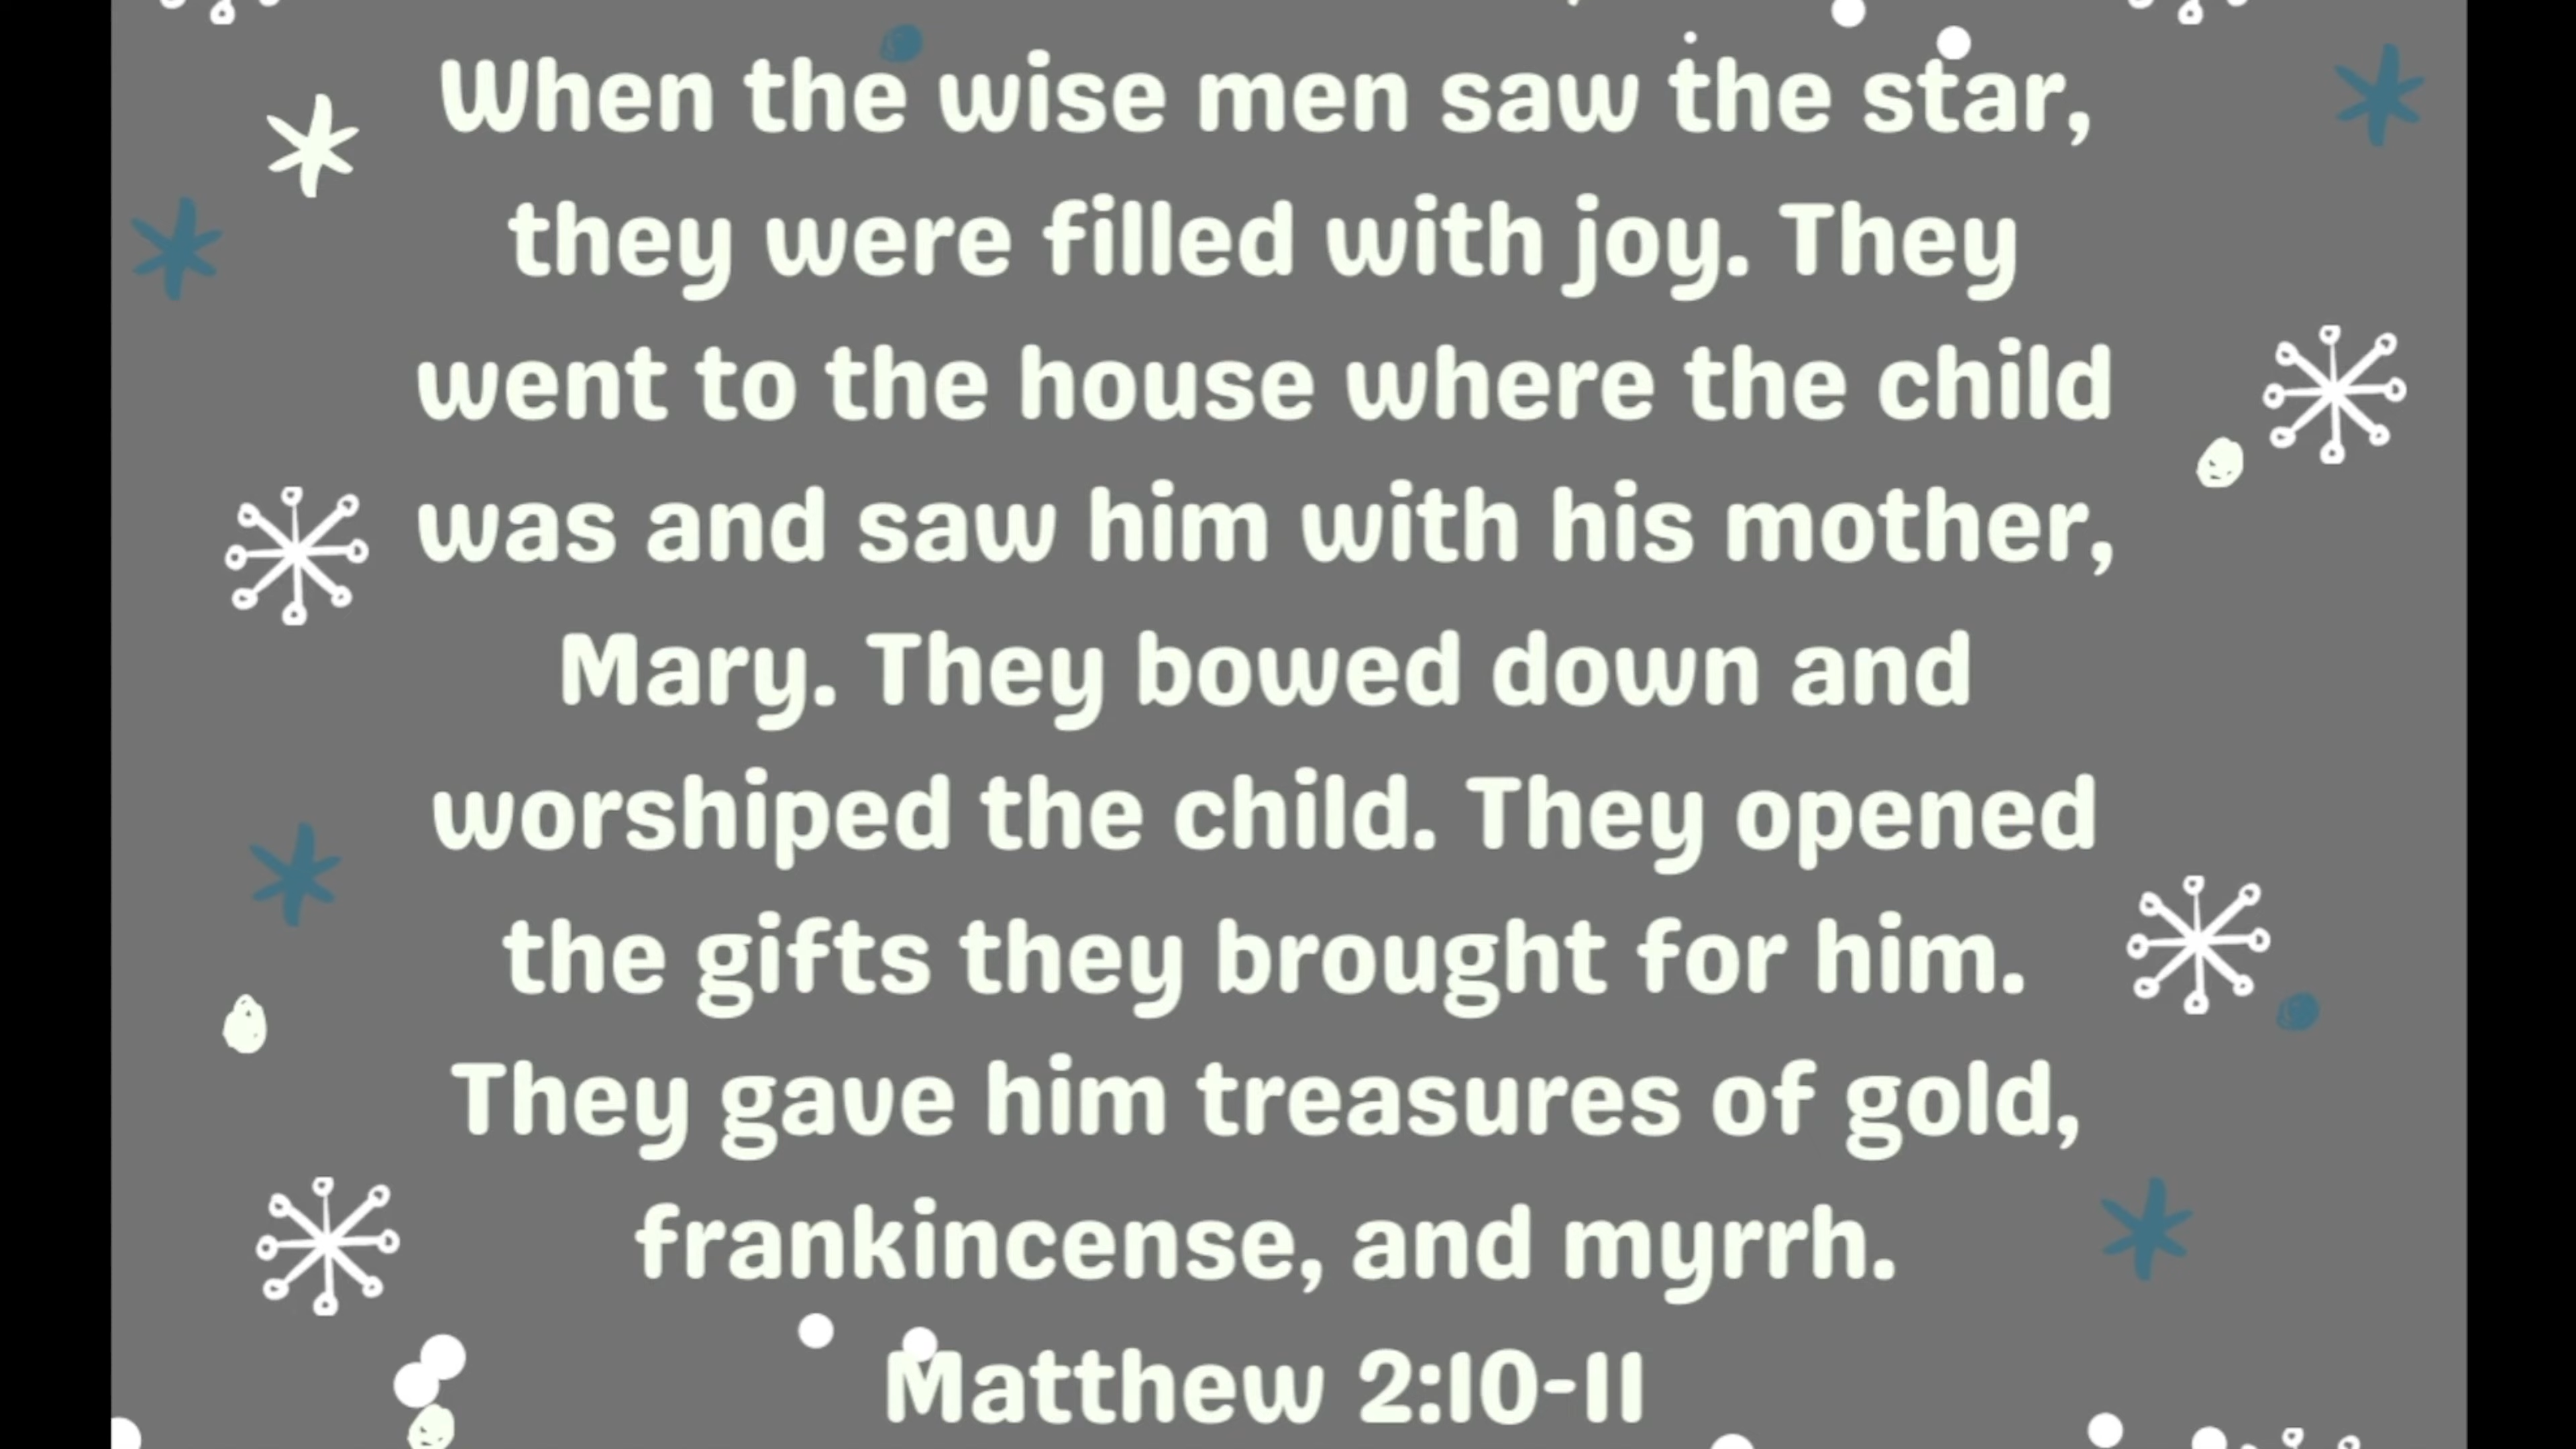 When the wise men saw the star,
they were filled with joy. They
went to the house where the child
was and saw him with his mother,
Mary. They bowed down and
worshiped the child. They opened
the gifts they brought for him.
They gave him treasures of gold,
frankincense, and myrrh.
Matthew 2:10-11